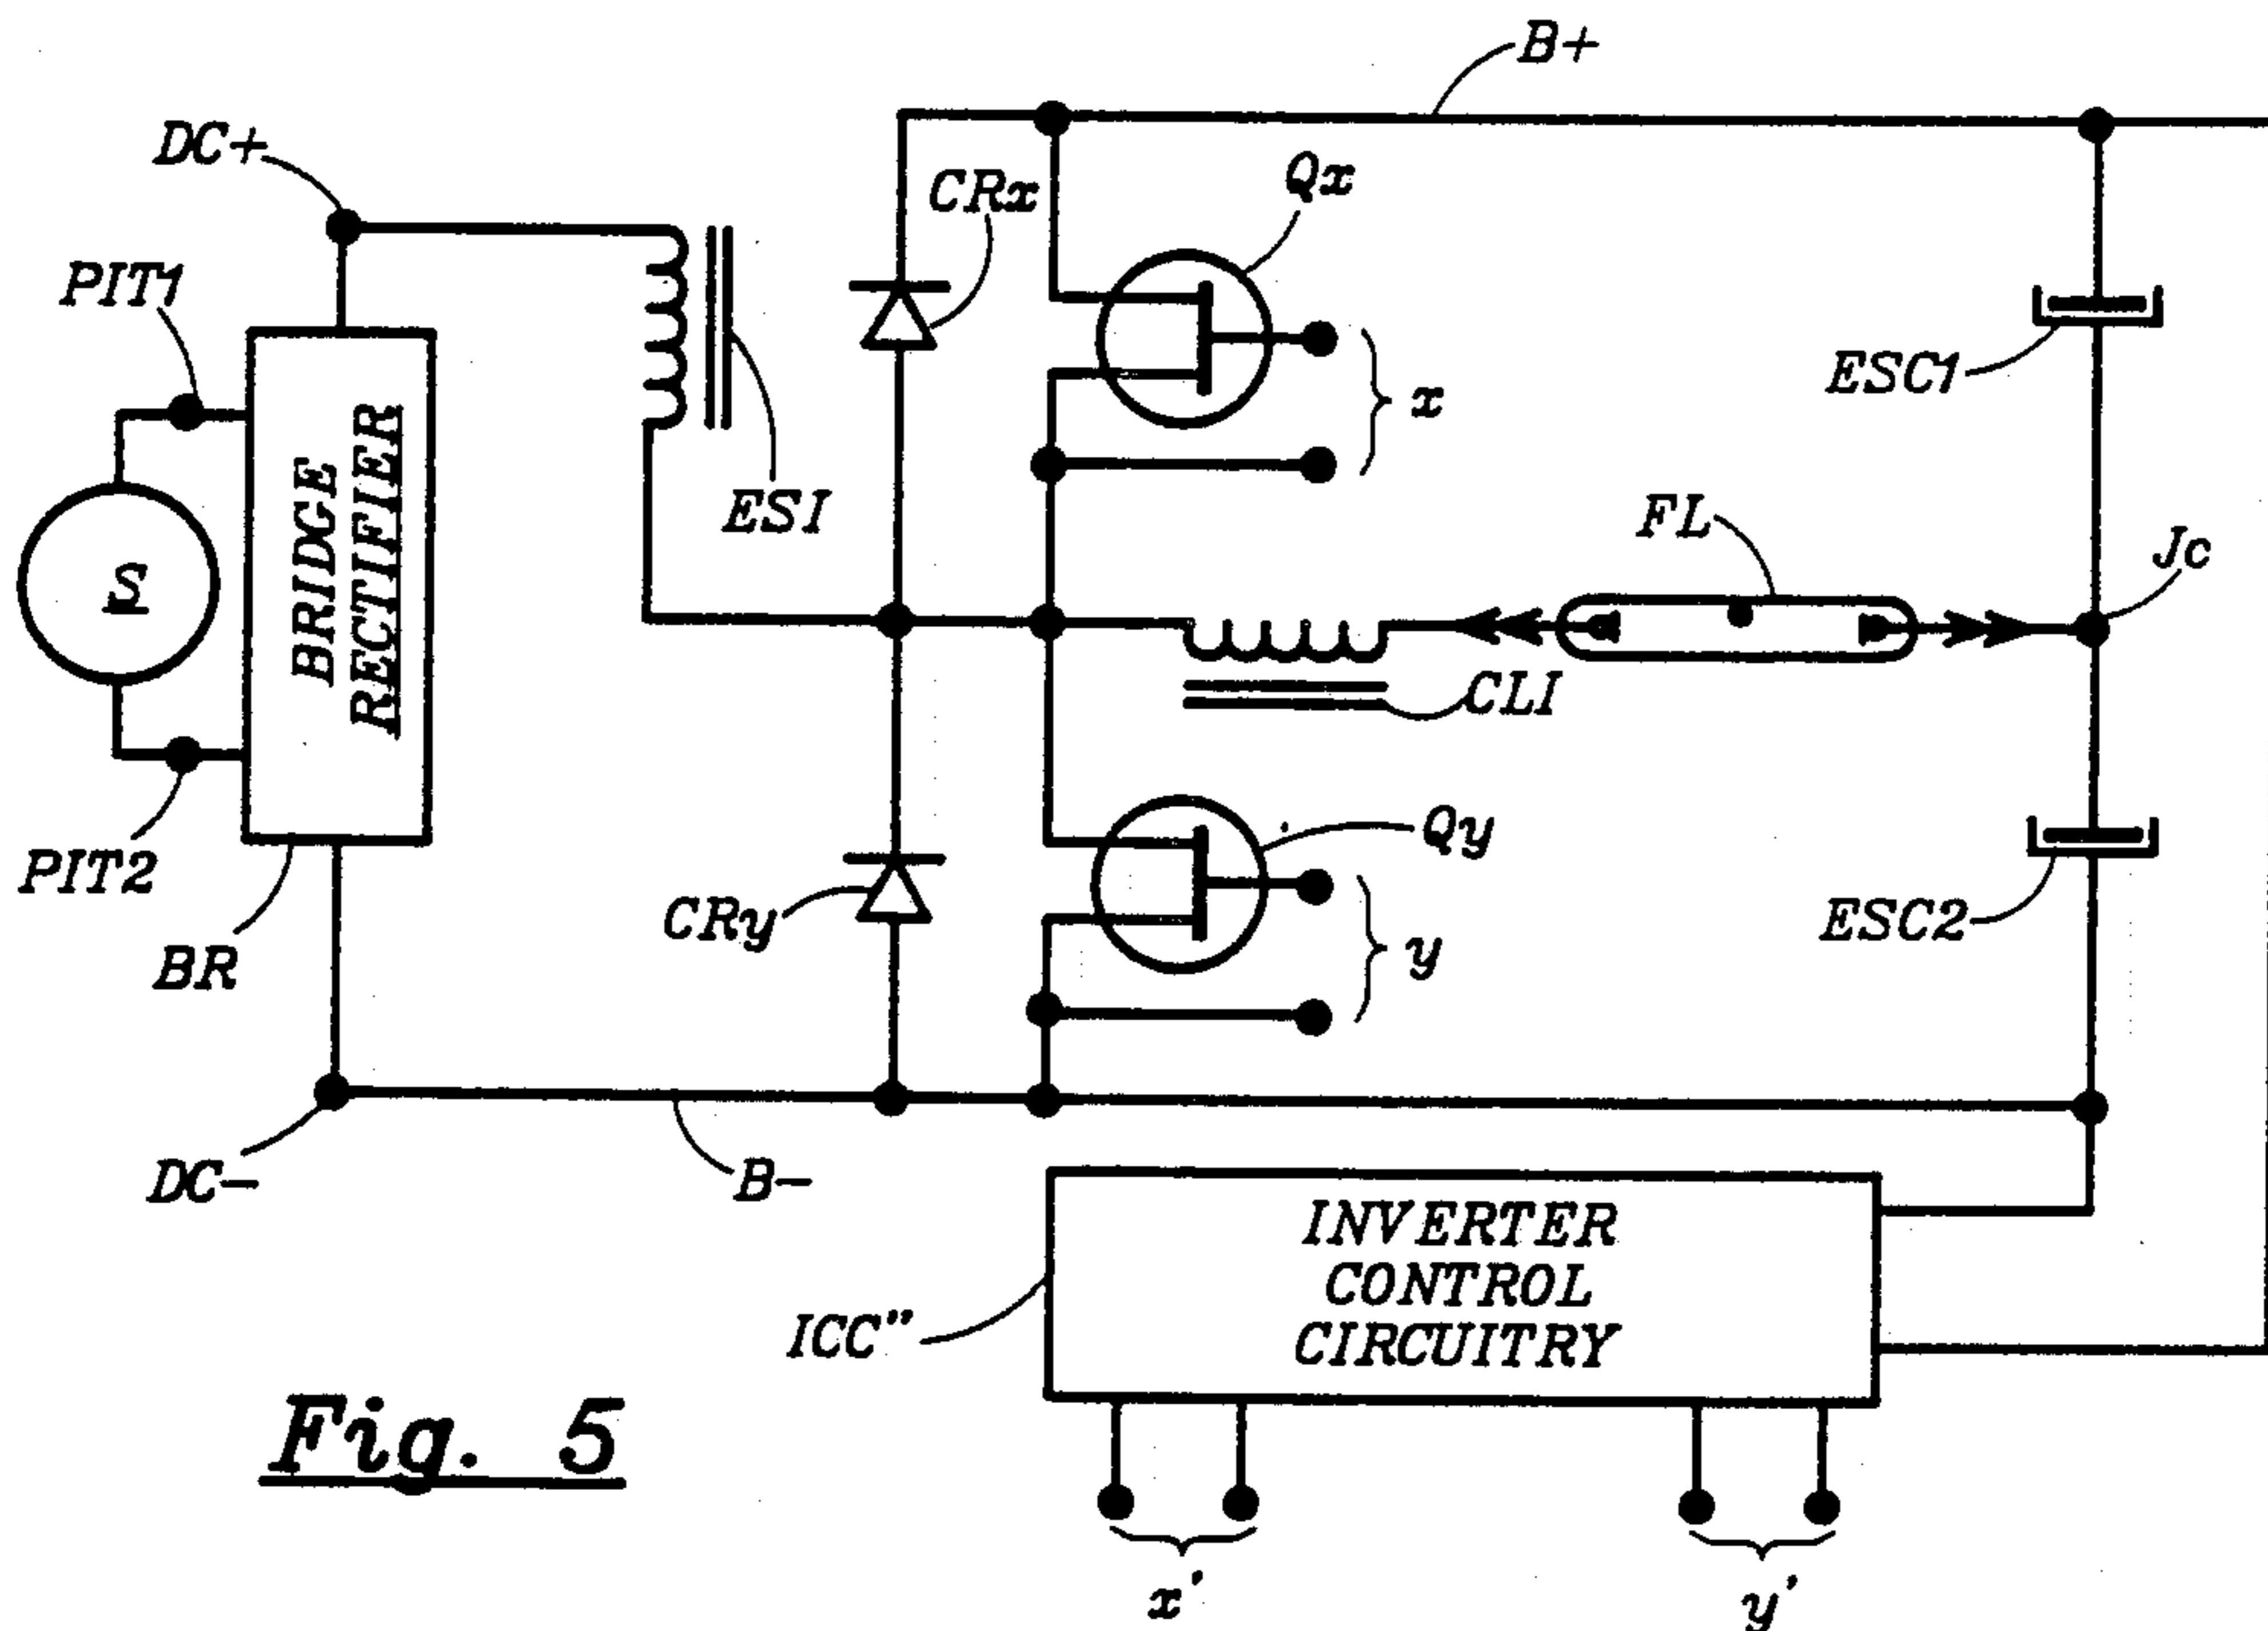 B+
DC+
CRx
Qx
PIT1
x
ESC1
BRIDGE
RECTIFIER
S
ESI
FL
Jc
CLI
PIT2
Qy
CRy
y
ESC2
BR
DC-
B-
INVERTER
CONTROL
CIRCUITRY
ICC"
Fig. 5
x'
y'